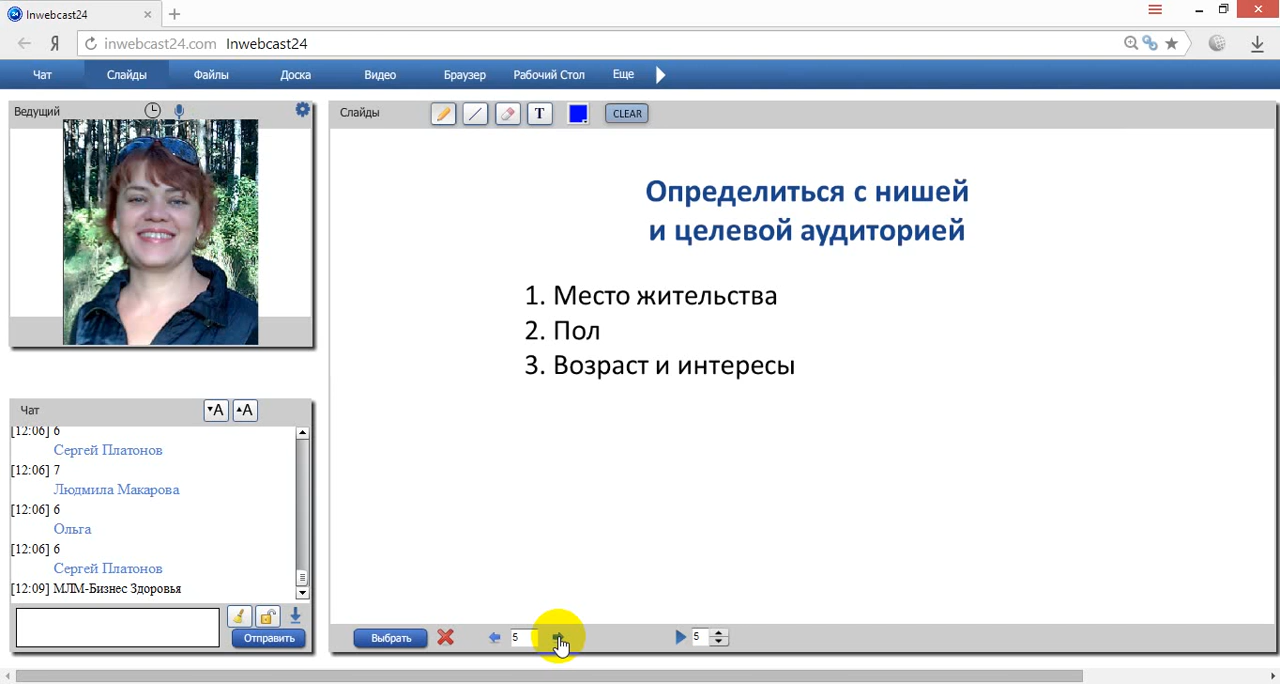 Inwebcast24
inwebcast24.com Inwebcast24
Чат Слайды Файлы Доска Видео Браузер Рабочий Стол Еще
Ведущий
Слайды T CLEAR
Определиться с нишей
и целевой аудиторией
1. Место жительства
2. Пол
3. Возраст и интересы
Чат A A
[12:06] 6
Сергей Платонов
[12:06] 7
Людмила Макарова
[12:06] 6
Ольга
[12:06] 6
Сергей Платонов
[12:09] МЛМ-Бизнес Здоровья
Отправить
Выбрать 5 5